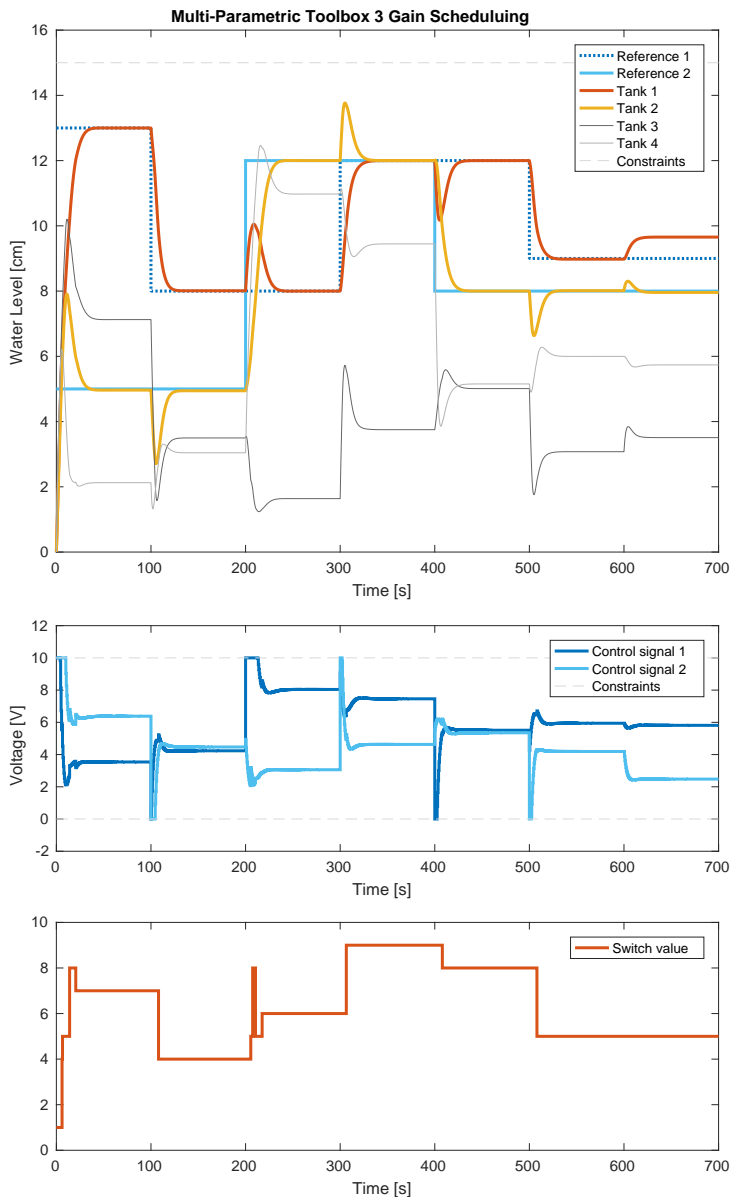 Multi-Parametric Toolbox 3 Gain Scheduluing
16
14
12
10
8
6
4
2
0
Water Level [cm]
Reference 1
Reference 2
Tank 1
Tank 2
Tank 3
Tank 4
Constraints
0 100 200 300 400 500 600 700
Time [s]
12
10
8
6
4
2
0
-2
Voltage [V]
Control signal 1
Control signal 2
Constraints
0 100 200 300 400 500 600 700
Time [s]
10
8
6
4
2
0
Switch value
0 100 200 300 400 500 600 700
Time [s]